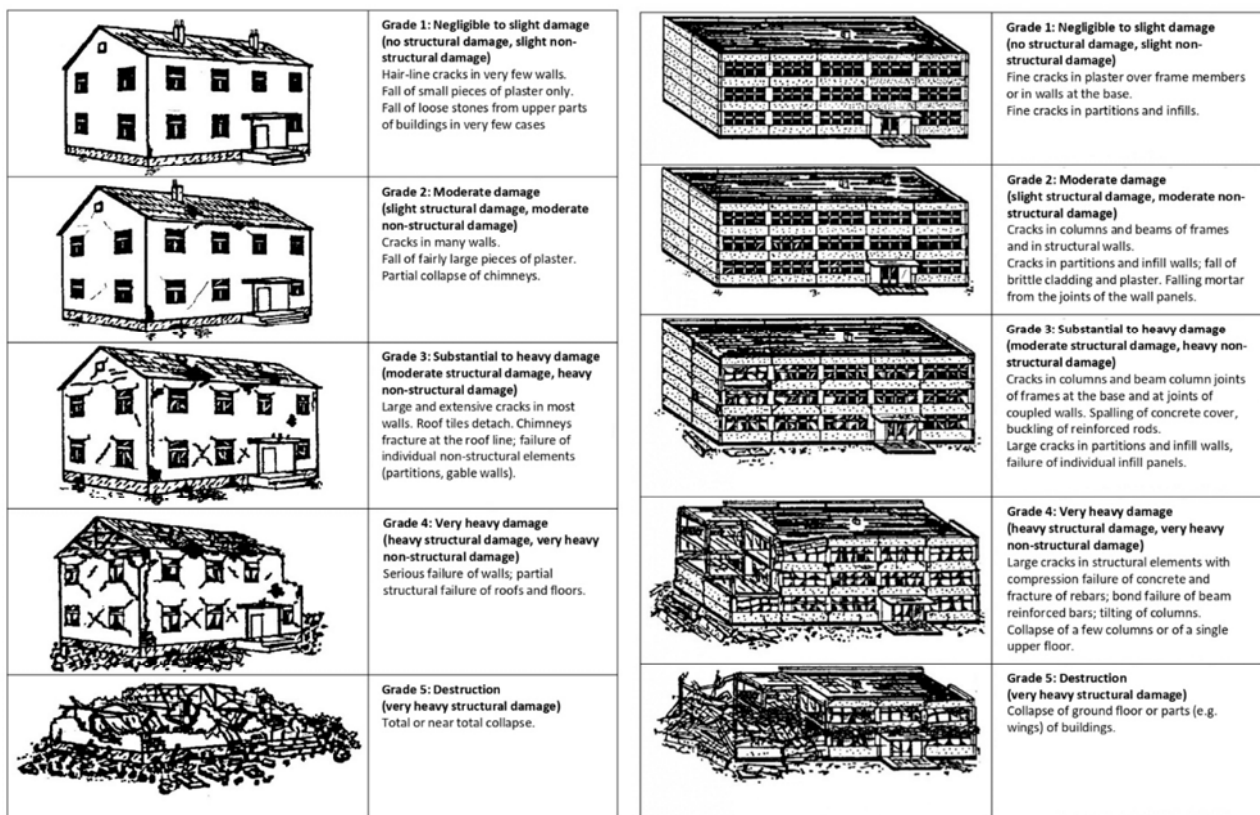 Grade 1: Negligible to slight damage
(no structural damage, slight non-
structural damage)
Hair-line cracks in very few walls.
Fall of small pieces of plaster only.
Fall of loose stones from upper parts
of buildings in very few cases
Grade 2: Moderate damage
(slight structural damage, moderate
non-structural damage)
Cracks in many walls.
Fall of fairly large pieces of plaster.
Partial collapse of chimneys.
Grade 3: Substantial to heavy damage
(moderate structural damage, heavy
non-structural damage)
Large and extensive cracks in most
walls. Roof tiles detach. Chimneys
fracture at the roof line; failure of
individual non-structural elements
(partitions, gable walls).
Grade 4: Very heavy damage
(heavy structural damage, very heavy
non-structural damage)
Serious failure of walls; partial
structural failure of roofs and floors.
Grade 5: Destruction
(very heavy structural damage)
Total or near total collapse.
Grade 1: Negligible to slight damage
(no structural damage, slight non-
structural damage)
Fine cracks in plaster over frame members
or in walls at the base.
Fine cracks in partitions and infills.
Grade 2: Moderate damage
(slight structural damage, moderate non-
structural damage)
Cracks in columns and beams of frames
and in structural walls.
Cracks in partitions and infill walls; fall of
brittle cladding and plaster. Falling mortar
from the joints of the wall panels.
Grade 3: Substantial to heavy damage
(moderate structural damage, heavy non-
structural damage)
Cracks in columns and beam column joints
of frames at the base and at joints of
coupled walls. Spalling of concrete cover,
buckling of reinforced rods.
Large cracks in partitions and infill walls,
failure of individual infill panels.
Grade 4: Very heavy damage
(heavy structural damage, very heavy
non-structural damage)
Large cracks in structural elements with
compression failure of concrete and
fracture of rebars; bond failure of beam
reinforced bars; tilting of columns.
Collapse of a few columns or of a single
upper floor.
Grade 5: Destruction
(very heavy structural damage)
Collapse of ground floor or parts (e.g.
wings) of buildings.